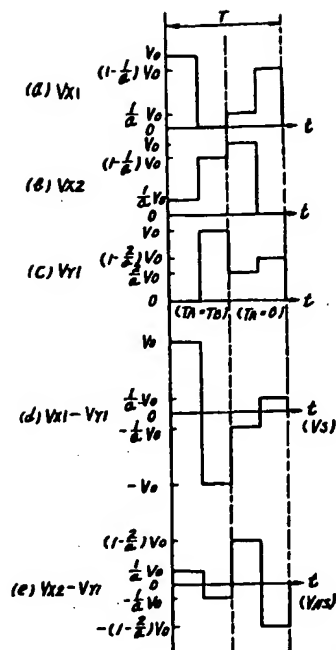 T
V0
(1-1/a)V0
(a) VX1
1/a V0
0
t
V0
(1-1/a)V0
(b) VX2
1/a V0
0
t
V0
(1-2/a)V0
(c) VY1
2/a V0
0
t
(TA=TB)
(TA=0)
V0
1/a V0
0
t
(d) VX1-VY1
-1/a V0
(VS)
-V0
(1-2/a)V0
1/a V0
0
t
(e) VX2-VY1
-1/a V0
(VNS)
-(1-2/a)V0